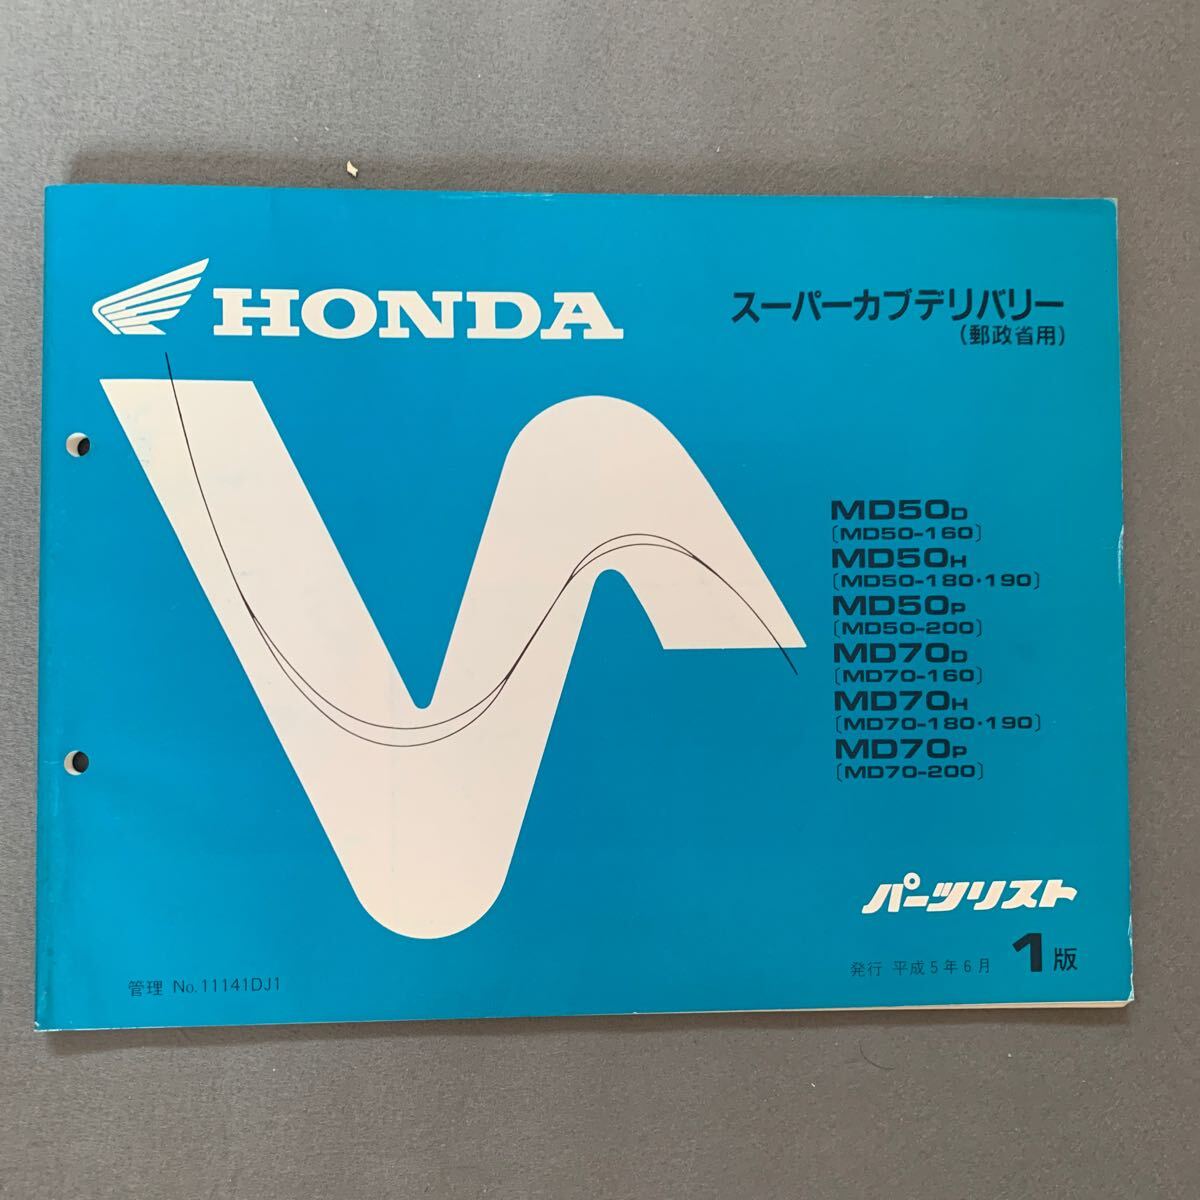 HONDA
スーパーカブデリバリー
(郵政省用)
MD50D
[MD50-160]
MD50H
[MD50-180・190]
MD50P
[MD50-200]
MD70D
[MD70-160]
MD70H
[MD70-180・190]
MD70P
[MD70-200]
パーツリスト
発行 平成5年6月 1版
管理 No.11141DJ1